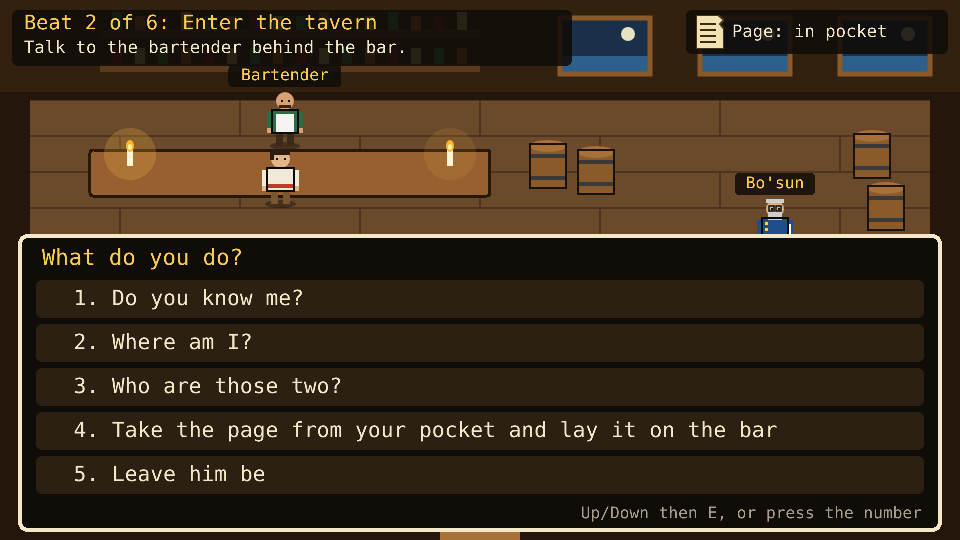 Beat 2 of 6: Enter the tavern
Talk to the bartender behind the bar.
Page: in pocket
Bartender
Bo'sun
What do you do?
1. Do you know me?
2. Where am I?
3. Who are those two?
4. Take the page from your pocket and lay it on the bar
5. Leave him be
Up/Down then E, or press the number